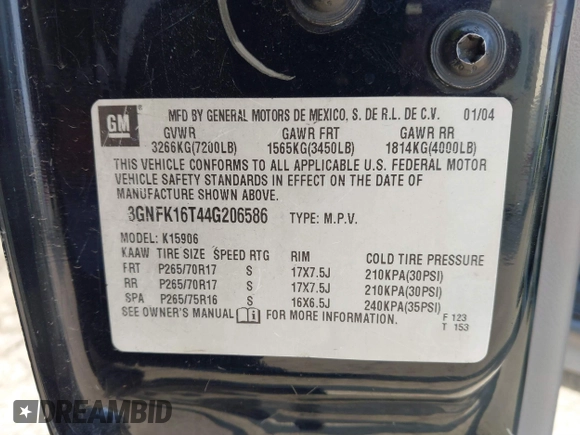 GM
MFD BY GENERAL MOTORS DE MEXICO, S. DE R.L. DE C.V. 01/04
GVWR GAWR FRT GAWR RR
3266KG(7200LB) 1565KG(3450LB) 1814KG(4000LB)
THIS VEHICLE CONFORMS TO ALL APPLICABLE U.S. FEDERAL MOTOR
VEHICLE SAFETY STANDARDS IN EFFECT ON THE DATE OF
MANUFACTURE SHOWN ABOVE.
3GNFK16T44G206586 TYPE: M.P.V.
MODEL: K15906
KAAW TIRE SIZE SPEED RTG RIM COLD TIRE PRESSURE
FRT P265/70R17 S 17X7.5J 210KPA(30PSI)
RR P265/70R17 S 17X7.5J 210KPA(30PSI)
SPA P265/75R16 S 16X6.5J 240KPA(35PSI)
SEE OWNER'S MANUAL FOR MORE INFORMATION.
F 123
T 153
DREAMBID